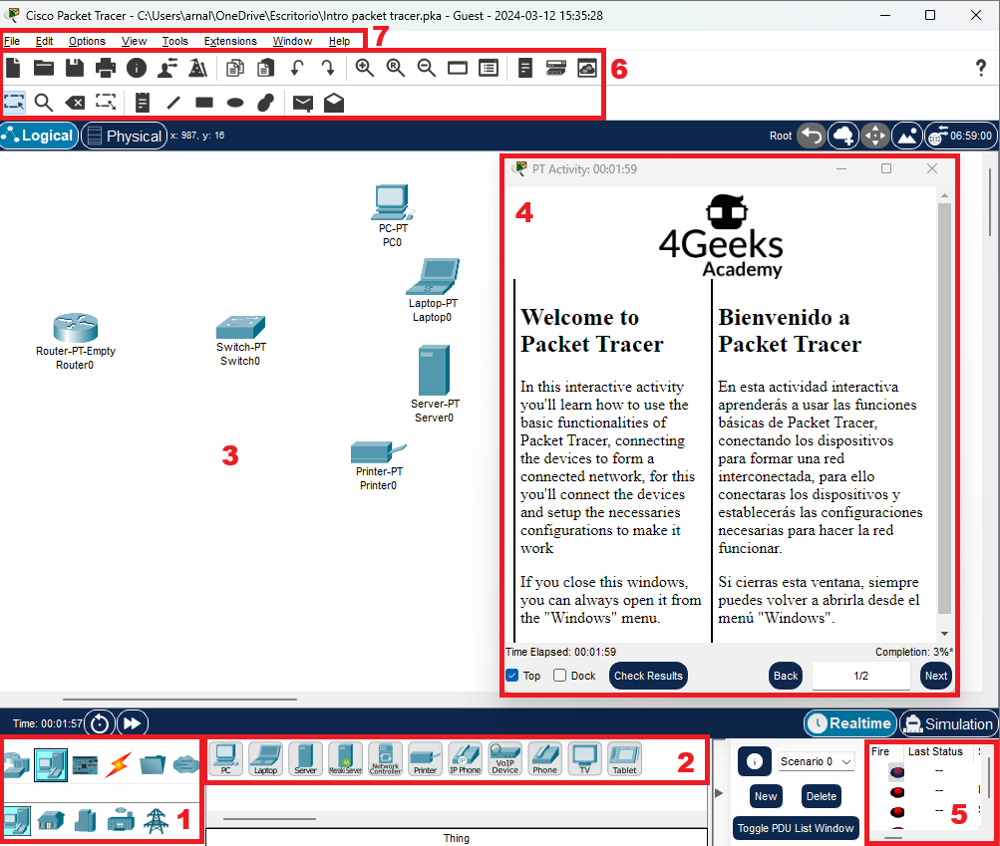 Cisco Packet Tracer - C:\Users\arnal\OneDrive\Escritorio\Intro packet tracer.pka - Guest - 2024-03-12 15:35:28
File Edit Options View Tools Extensions Window Help
7
6
?
Logical
Physical
x: 987, y: 16
Root
06:59:00
PT Activity: 00:01:59
4
4Geeks
Academy
Welcome to
Packet Tracer
In this interactive activity
you'll learn how to use the
basic functionalities of
Packet Tracer, connecting
the devices to form a
connected network, for this
you'll connect the devices
and setup the necessaries
configurations to make it
work
If you close this windows,
you can always open it from
the "Windows" menu.
Bienvenido a
Packet Tracer
En esta actividad interactiva
aprenderás a usar las funciones
básicas de Packet Tracer,
conectando los dispositivos
para formar una red
interconectada, para ello
conectaras los dispositivos y
establecerás las configuraciones
necesarias para hacer la red
funcionar.
Si cierras esta ventana, siempre
puedes volver a abrirla desde el
menú "Windows".
Time Elapsed: 00:01:59
Completion: 3%*
Top
Dock
Check Results
Back
1/2
Next
PC-PT
PC0
Laptop-PT
Laptop0
Router-PT-Empty
Router0
Switch-PT
Switch0
Server-PT
Server0
3
Printer-PT
Printer0
Time: 00:01:57
Realtime
Simulation
1
PC
Laptop
Server
Meraki Server
Network Controller
Printer
IP Phone
VoIP Device
Phone
TV
Tablet
2
Thing
Scenario 0
New
Delete
Toggle PDU List Window
Fire
Last Status
--
--
--
5